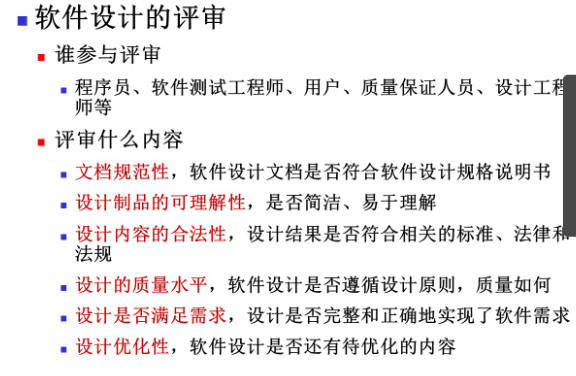 软件设计的评审
谁参与评审
程序员、软件测试工程师、用户、质量保证人员、设计工程
师等
评审什么内容
文档规范性，软件设计文档是否符合软件设计规格说明书
设计制品的可理解性，是否简洁、易于理解
设计内容的合法性，设计结果是否符合相关的标准、法律和
法规
设计的质量水平，软件设计是否遵循设计原则，质量如何
设计是否满足需求，设计是否完整和正确地实现了软件需求
设计优化性，软件设计是否还有待优化的内容